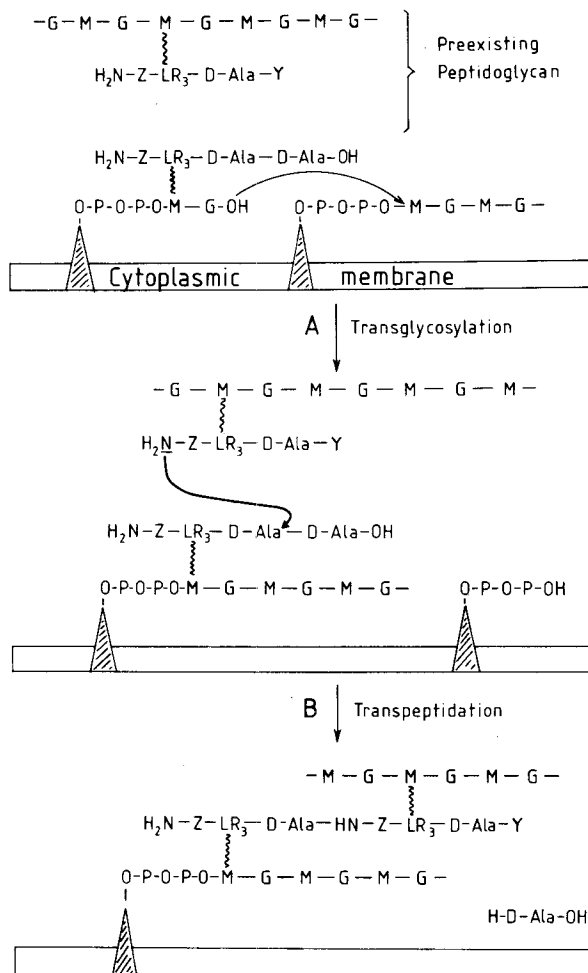 -G-M-G-M-G-M-G-M-G-
Preexisting
Peptidoglycan
H₂N-Z-LR₃-D-Ala-Y
H₂N-Z-LR₃-D-Ala-D-Ala-OH
O-P-O-P-O-M-G-OH O-P-O-P-O-M-G-M-G-
Cytoplasmic membrane
A Transglycosylation
-G-M-G-M-G-M-G-M-
H₂N-Z-LR₃-D-Ala-Y
H₂N-Z-LR₃-D-Ala-D-Ala-OH
O-P-O-P-O-M-G-M-G-M-G- O-P-O-P-OH
B Transpeptidation
-M-G-M-G-M-G-
H₂N-Z-LR₃-D-Ala-HN-Z-LR₃-D-Ala-Y
O-P-O-P-O-M-G-M-G-M-G-
H-D-Ala-OH